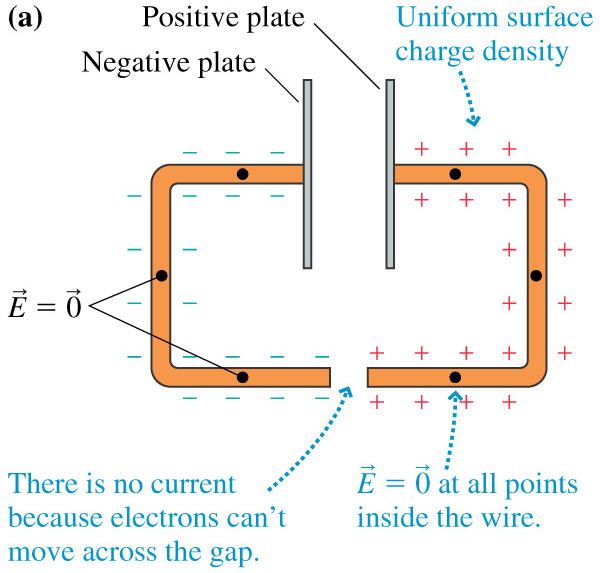 (a)
Positive plate
Negative plate
Uniform surface
charge density
− − −
+ + +
− − − −
+ + + +
− −
+ +
E⃗ = 0⃗
− −
+ +
− − − − −
+ + + + +
− − − −
+ + + +
There is no current
because electrons can’t
move across the gap.
E⃗ = 0⃗ at all points
inside the wire.